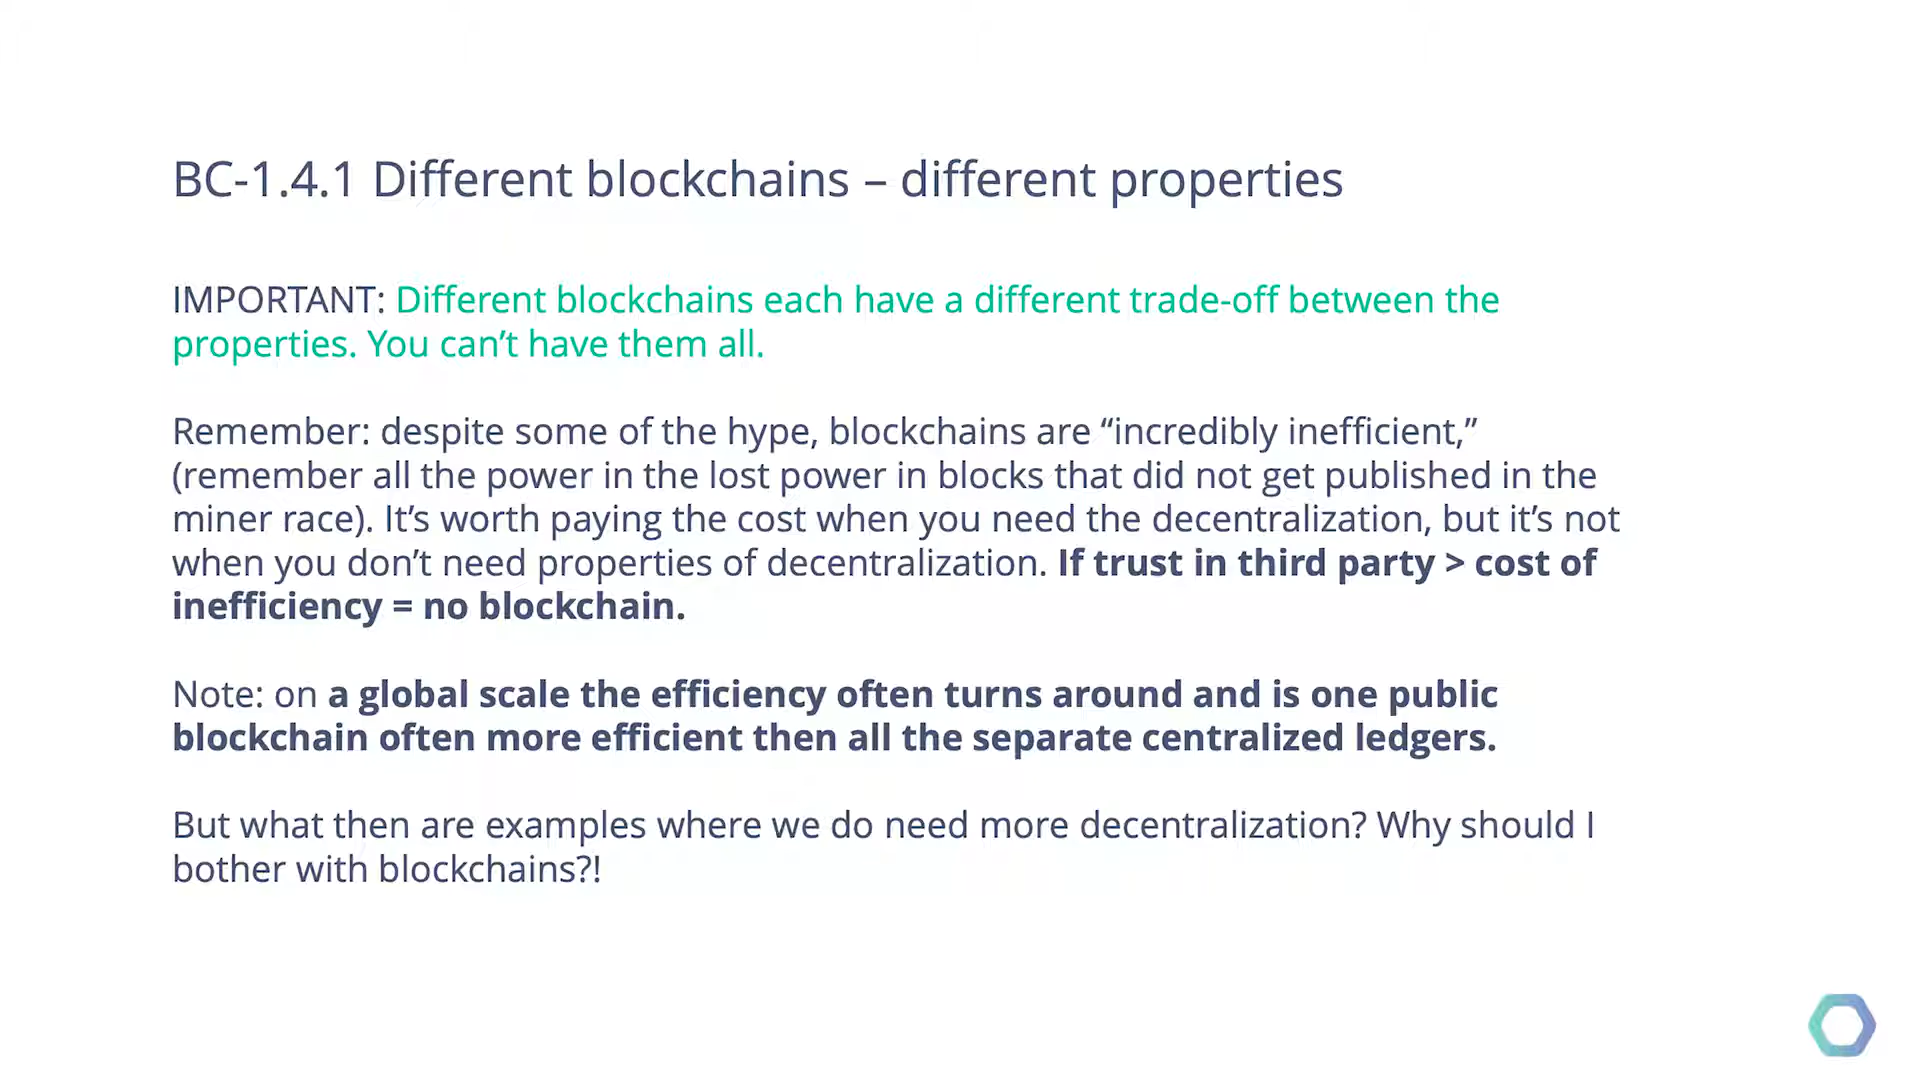 BC-1.4.1 Different blockchains – different properties
IMPORTANT: Different blockchains each have a different trade-off between the
properties. You can’t have them all.
Remember: despite some of the hype, blockchains are “incredibly inefficient,”
(remember all the power in the lost power in blocks that did not get published in the
miner race). It’s worth paying the cost when you need the decentralization, but it’s not
when you don’t need properties of decentralization. If trust in third party > cost of
inefficiency = no blockchain.
Note: on a global scale the efficiency often turns around and is one public
blockchain often more efficient then all the separate centralized ledgers.
But what then are examples where we do need more decentralization? Why should I
bother with blockchains?!